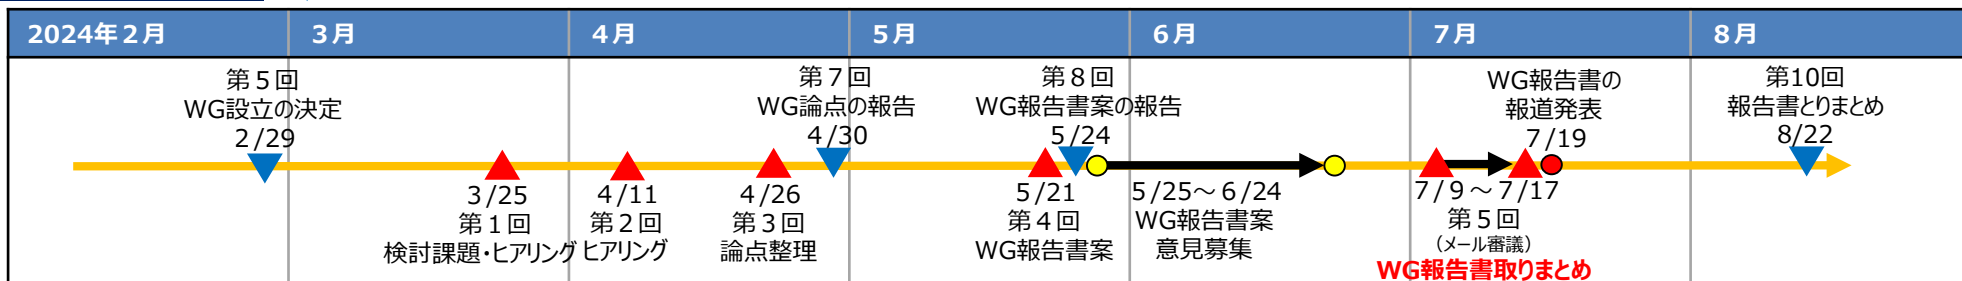 2024年２月
３月
４月
５月
６月
７月
８月
第５回
WG設立の決定
２/29
第７回
WG論点の報告
４/30
第８回
WG報告書案の報告
５/24
WG報告書の
報道発表
７/19
第10回
報告書とりまとめ
8/22
３/25
第１回
検討課題・ヒアリング
４/11
第２回
ヒアリング
４/26
第３回
論点整理
５/21
第４回
WG報告書案
５/25～６/24
WG報告書案
意見募集
７/９～７/17
第５回
（メール審議）
WG報告書取りまとめ